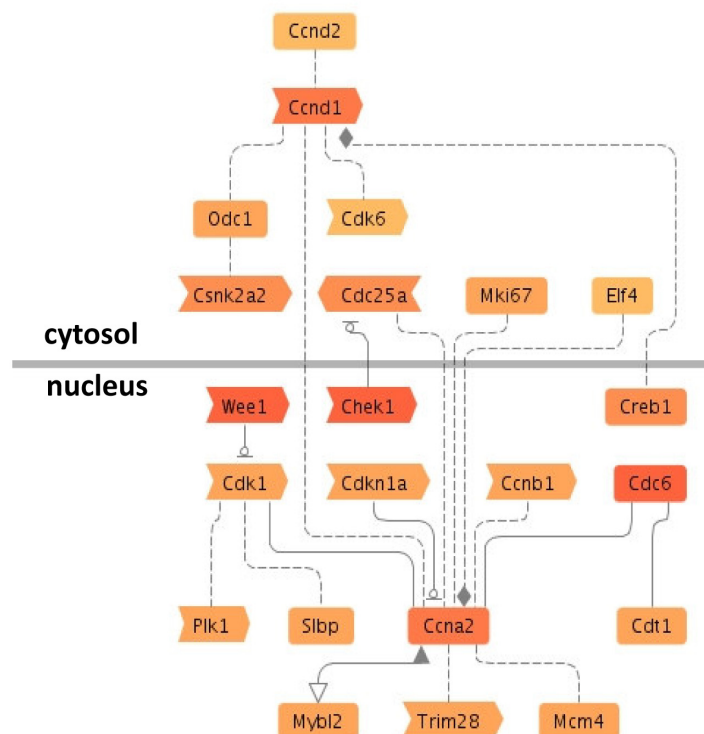 Ccnd2
Ccnd1
Odc1
Cdk6
Csnk2a2
Cdc25a
Mki67
Elf4
cytosol
nucleus
Wee1
Chek1
Creb1
Cdk1
Cdkn1a
Ccnb1
Cdc6
Plk1
Slbp
Ccna2
Cdt1
Mybl2
Trim28
Mcm4